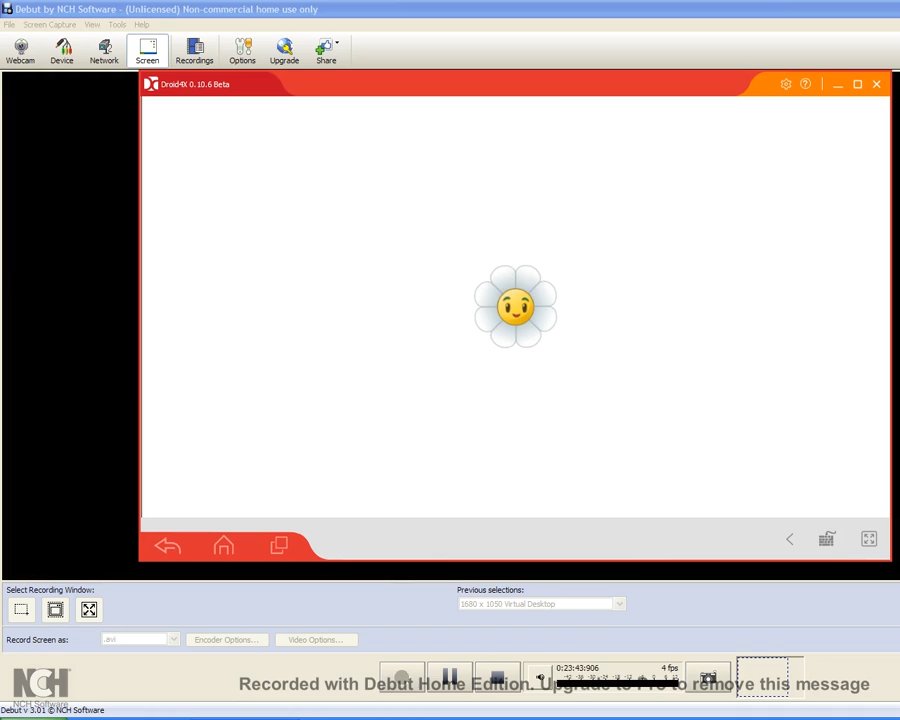 Debut by NCH Software - (Unlicensed) Non-commercial home use only
File Screen Capture View Tools Help
Webcam Device Network Screen Recordings Options Upgrade Share
Droid4X 0.10.6 Beta
Select Recording Window:
Previous selections:
1680 x 1050 Virtual Desktop
Record Screen as: .avi Encoder Options... Video Options...
0:23:43:906 4 fps
Recorded with Debut Home Edition. Upgrade to Pro to remove this message
NCH
NCH Software
Debut v 3.01 © NCH Software